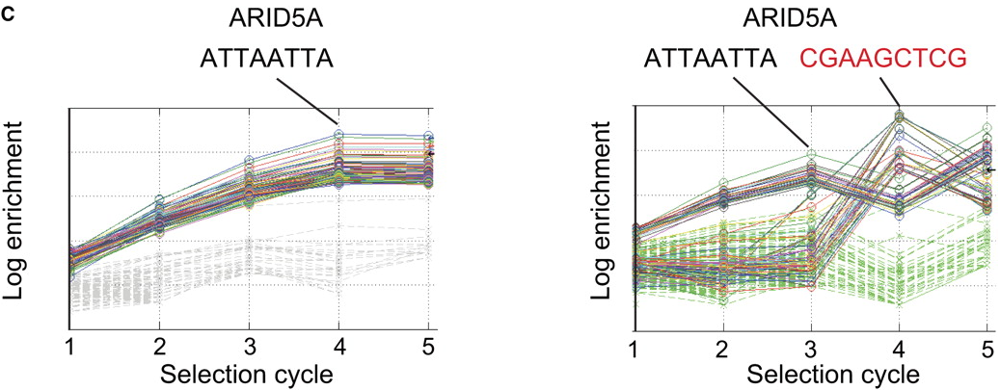 C
ARID5A
ATTAATTA
Log enrichment
1 2 3 4 5
Selection cycle
ARID5A
ATTAATTA CGAAGCTCG
Log enrichment
1 2 3 4 5
Selection cycle